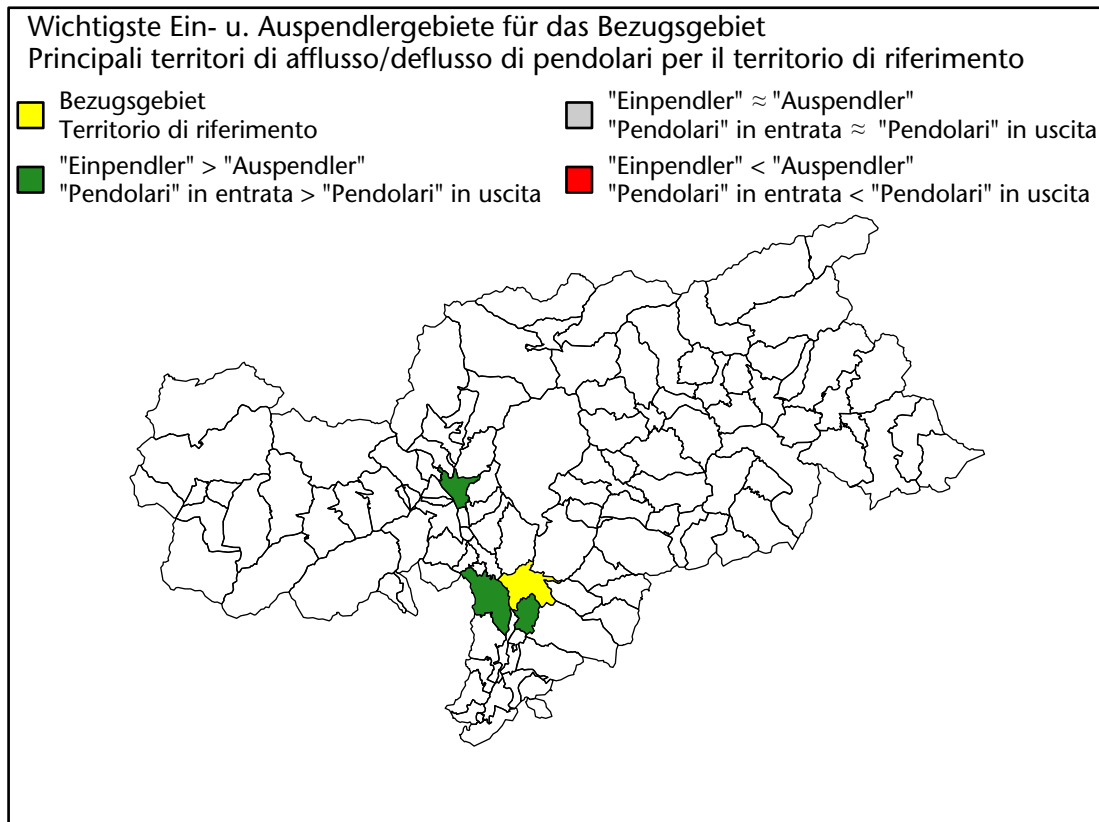 Wichtigste Ein- u. Auspendlergebiete für das Bezugsgebiet
Principali territori di afflusso/deflusso di pendolari per il territorio di riferimento
Bezugsgebiet
Territorio di riferimento
"Einpendler" > "Auspendler"
"Pendolari" in entrata > "Pendolari" in uscita
"Einpendler" ≈ "Auspendler"
"Pendolari" in entrata ≈ "Pendolari" in uscita
"Einpendler" < "Auspendler"
"Pendolari" in entrata < "Pendolari" in uscita